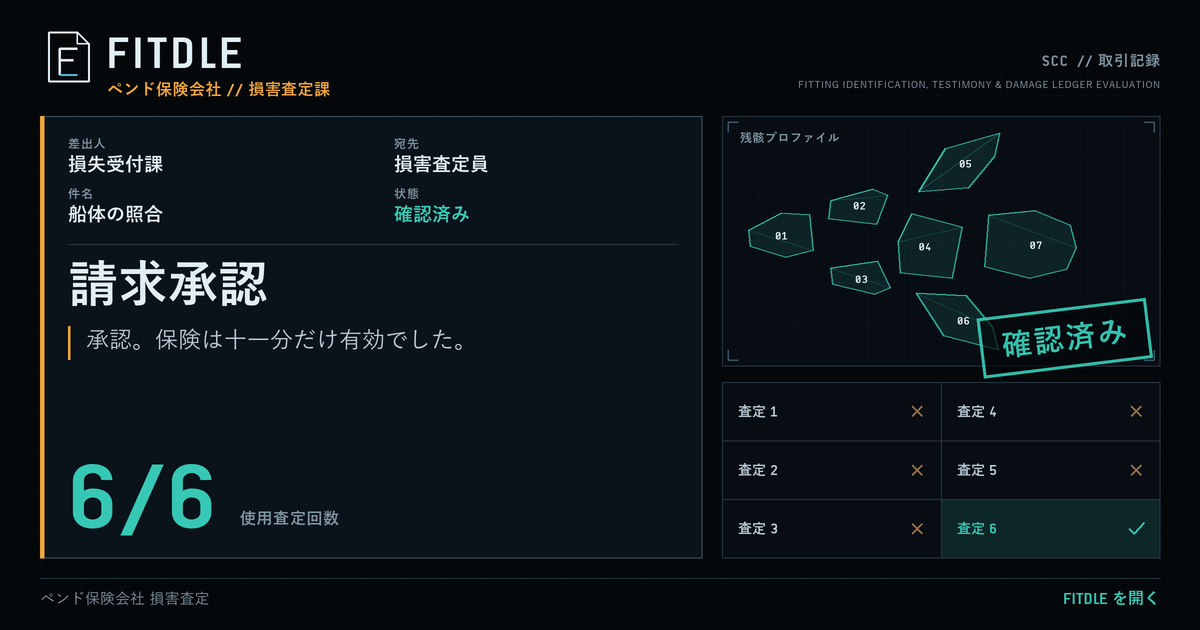 FITDLE
ペンド保険会社 // 損害査定課
SCC // 取引記録
FITTING IDENTIFICATION, TESTIMONY & DAMAGE LEDGER EVALUATION
差出人
損失受付課
宛先
損害査定員
件名
船体の照合
状態
確認済み
請求承認
承認。保険は十一分だけ有効でした。
6/6
使用査定回数
残骸プロファイル
01
02
03
04
05
06
07
確認済み
査定 1
査定 4
査定 2
査定 5
査定 3
査定 6
ペンド保険会社 損害査定
FITDLE を開く